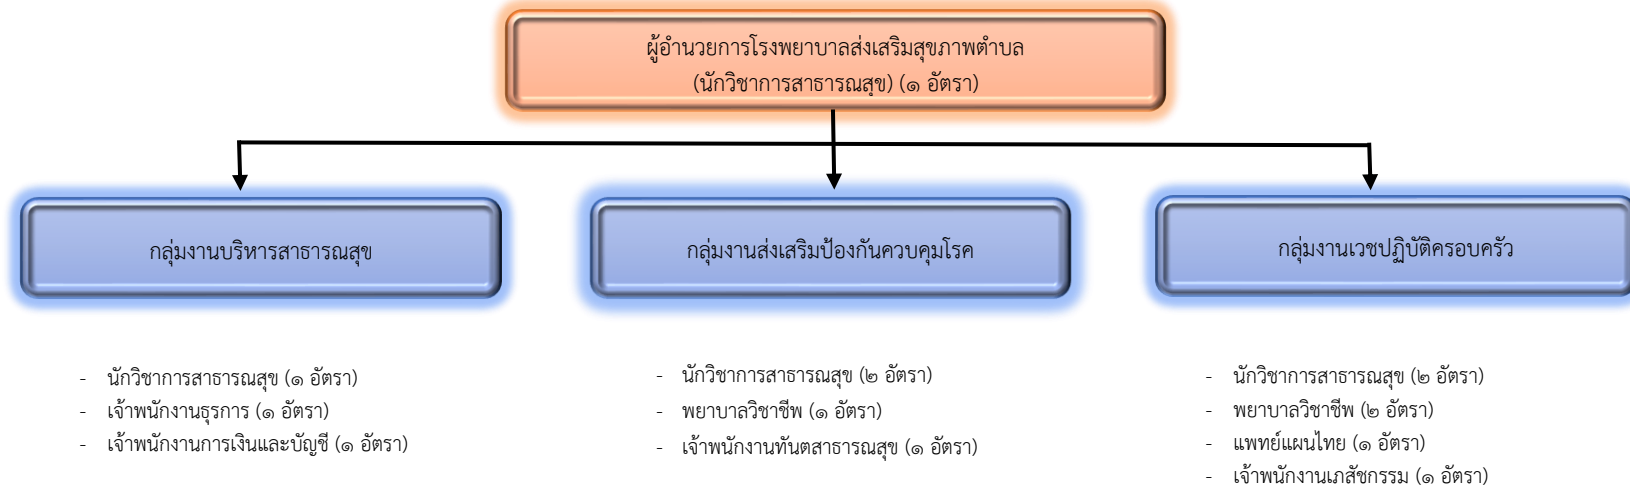 ผู้อำนวยการโรงพยาบาลส่งเสริมสุขภาพตำบล
(นักวิชาการสาธารณสุข) (๑ อัตรา)
กลุ่มงานบริหารสาธารณสุข
กลุ่มงานส่งเสริมป้องกันควบคุมโรค
กลุ่มงานเวชปฏิบัติครอบครัว
- นักวิชาการสาธารณสุข (๑ อัตรา)
- เจ้าพนักงานธุรการ (๑ อัตรา)
- เจ้าพนักงานการเงินและบัญชี (๑ อัตรา)
- นักวิชาการสาธารณสุข (๒ อัตรา)
- พยาบาลวิชาชีพ (๑ อัตรา)
- เจ้าพนักงานทันตสาธารณสุข (๑ อัตรา)
- นักวิชาการสาธารณสุข (๒ อัตรา)
- พยาบาลวิชาชีพ (๒ อัตรา)
- แพทย์แผนไทย (๑ อัตรา)
- เจ้าพนักงานเภสัชกรรม (๑ อัตรา)